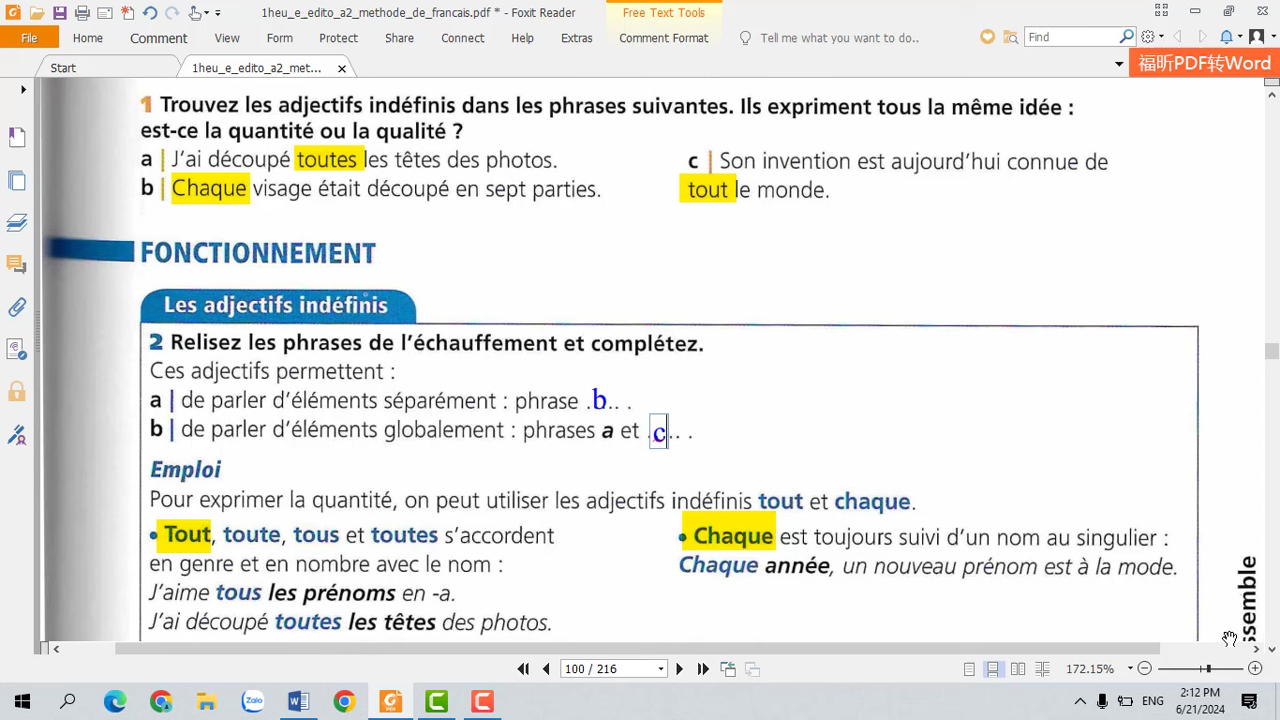 1heu_e_edito_a2_methode_de_francais.pdf * - Foxit Reader
Free Text Tools
File Home Comment View Form Protect Share Connect Help Extras Comment Format Tell me what you want to do... Find
Start 1heu_e_edito_a2_met... 福昕PDF转Word
1 Trouvez les adjectifs indéfinis dans les phrases suivantes. Ils expriment tous la même idée :
est-ce la quantité ou la qualité ?
a | J'ai découpé toutes les têtes des photos.
b | Chaque visage était découpé en sept parties.
c | Son invention est aujourd'hui connue de
tout le monde.
FONCTIONNEMENT
Les adjectifs indéfinis
2 Relisez les phrases de l'échauffement et complétez.
Ces adjectifs permettent :
a | de parler d'éléments séparément : phrase .b.. .
b | de parler d'éléments globalement : phrases a et .c.. .
Emploi
Pour exprimer la quantité, on peut utiliser les adjectifs indéfinis tout et chaque.
• Tout, toute, tous et toutes s'accordent
en genre et en nombre avec le nom :
J'aime tous les prénoms en -a.
J'ai découpé toutes les têtes des photos.
• Chaque est toujours suivi d'un nom au singulier :
Chaque année, un nouveau prénom est à la mode.
ssemble
100 / 216
172.15%
Zalo
ENG
2:12 PM
6/21/2024